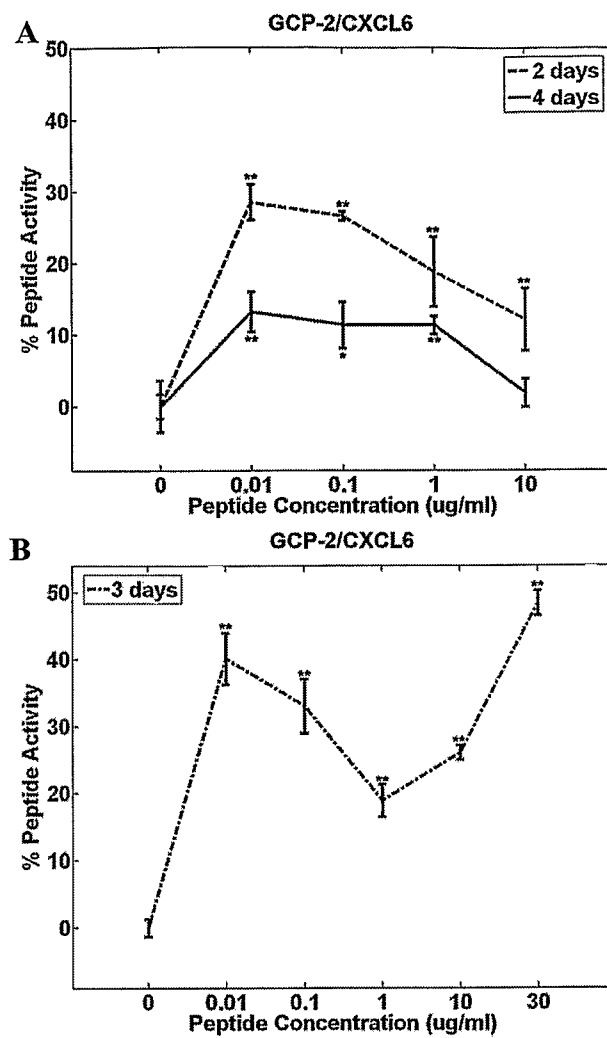 A
GCP-2/CXCL6
50
40
30
20
10
0
% Peptide Activity
2 days
4 days
**
**
**
**
**
*
**
0 0.01 0.1 1 10
Peptide Concentration (ug/ml)
B
GCP-2/CXCL6
50
40
30
20
10
0
% Peptide Activity
3 days
**
**
**
**
**
0 0.01 0.1 1 10 30
Peptide Concentration (ug/ml)